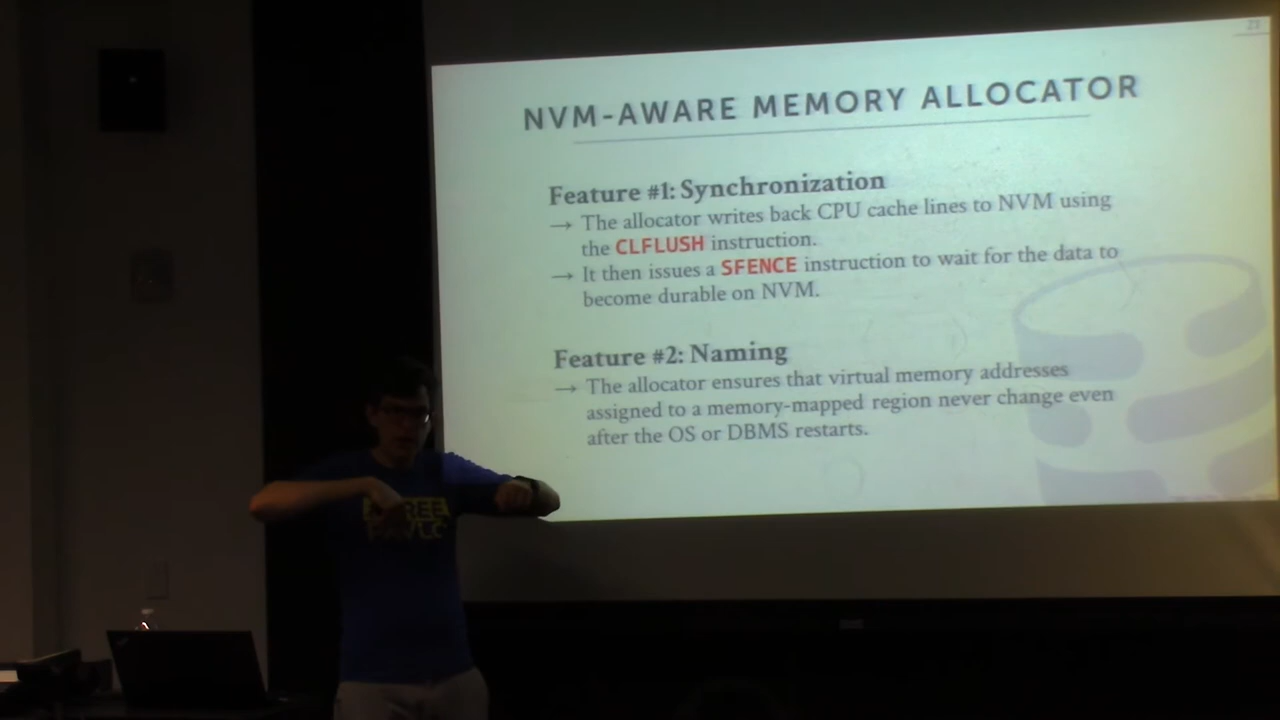 23
NVM-AWARE MEMORY ALLOCATOR
Feature #1: Synchronization
→ The allocator writes back CPU cache lines to NVM using
the CLFLUSH instruction.
→ It then issues a SFENCE instruction to wait for the data to
become durable on NVM.
Feature #2: Naming
→ The allocator ensures that virtual memory addresses
assigned to a memory-mapped region never change even
after the OS or DBMS restarts.